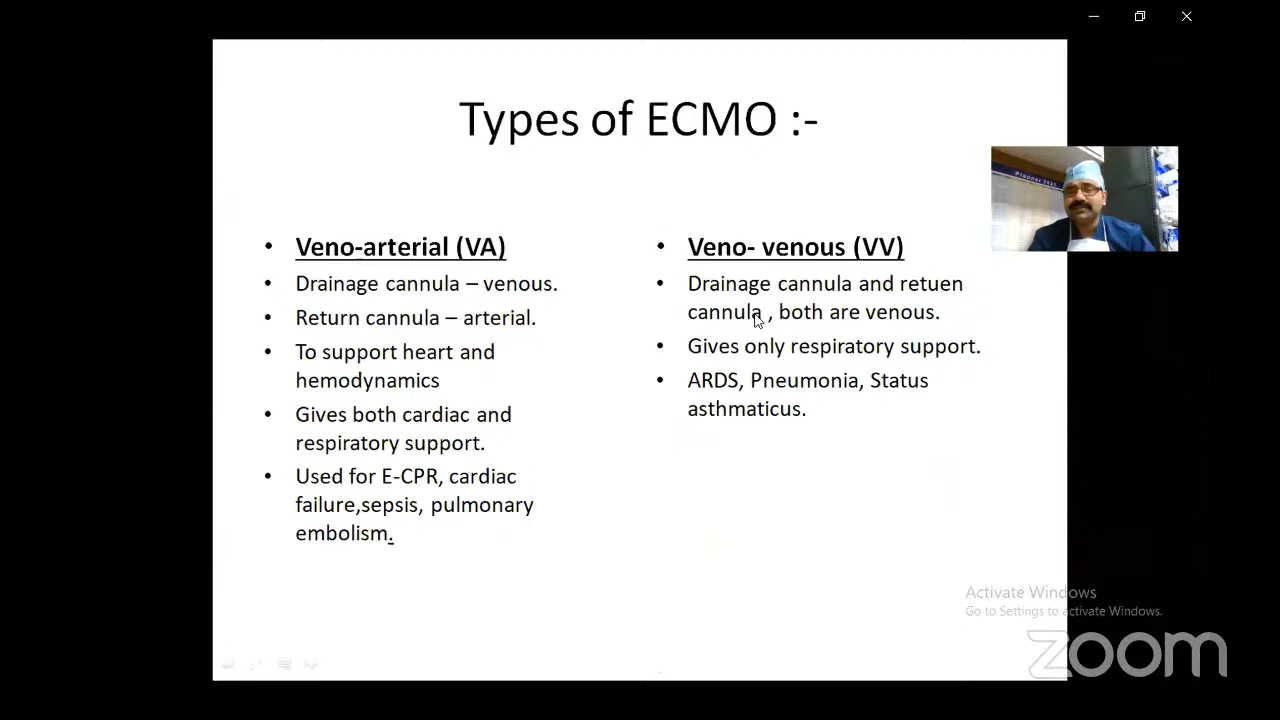 Types of ECMO :-
• Veno-arterial (VA)
• Drainage cannula – venous.
• Return cannula – arterial.
• To support heart and
hemodynamics
• Gives both cardiac and
respiratory support.
• Used for E-CPR, cardiac
failure,sepsis, pulmonary
embolism.
• Veno- venous (VV)
• Drainage cannula and retuen
cannula , both are venous.
• Gives only respiratory support.
• ARDS, Pneumonia, Status
asthmaticus.
Planner 2021
Activate Windows
Go to Settings to activate Windows.
zoom